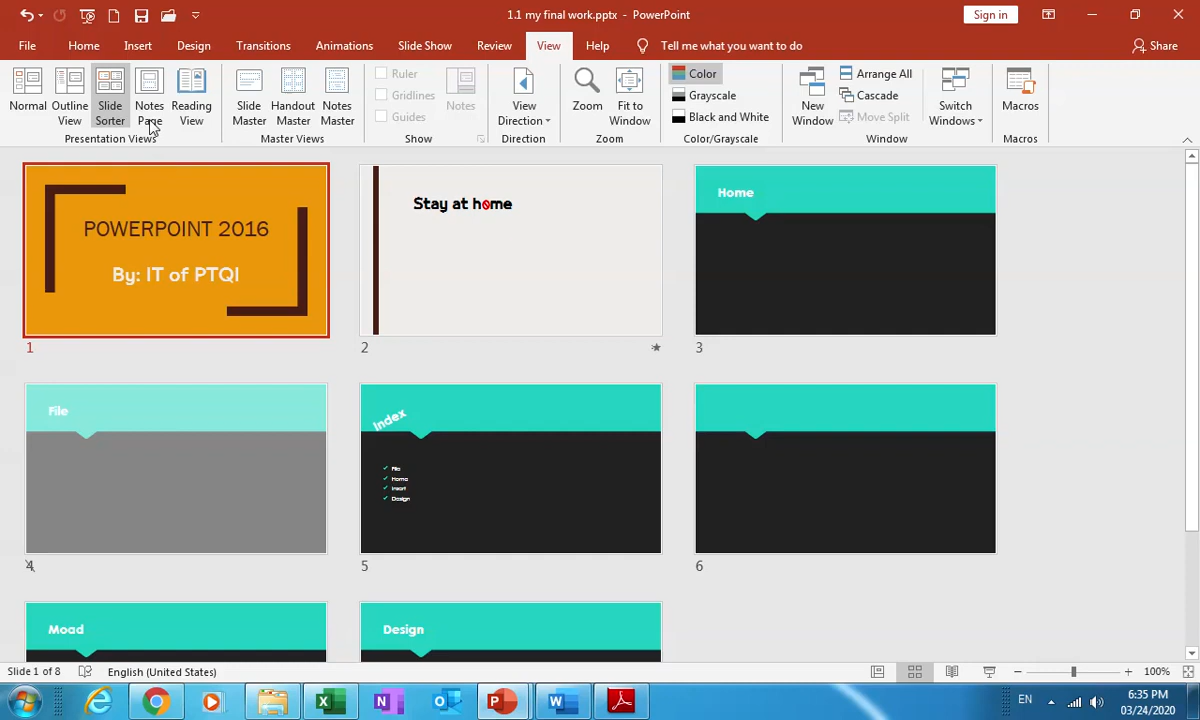 1.1 my final work.pptx - PowerPoint
Sign in
File Home Insert Design Transitions Animations Slide Show Review View Help Tell me what you want to do Share
Normal Outline View Slide Sorter Notes Page Reading View
Presentation Views
Slide Master Handout Master Notes Master
Master Views
Ruler
Gridlines
Guides
Notes
Show
View Direction
Direction
Zoom Fit to Window
Zoom
Color
Grayscale
Black and White
Color/Grayscale
New Window
Arrange All
Cascade
Move Split
Switch Windows
Window
Macros
Macros
POWERPOINT 2016
By: IT of PTQI
1
Stay at home
2
Home
3
File
4
Index
File
Home
Insert
Design
5
6
Moad
Design
Slide 1 of 8 English (United States) 100%
EN
6:35 PM
03/24/2020